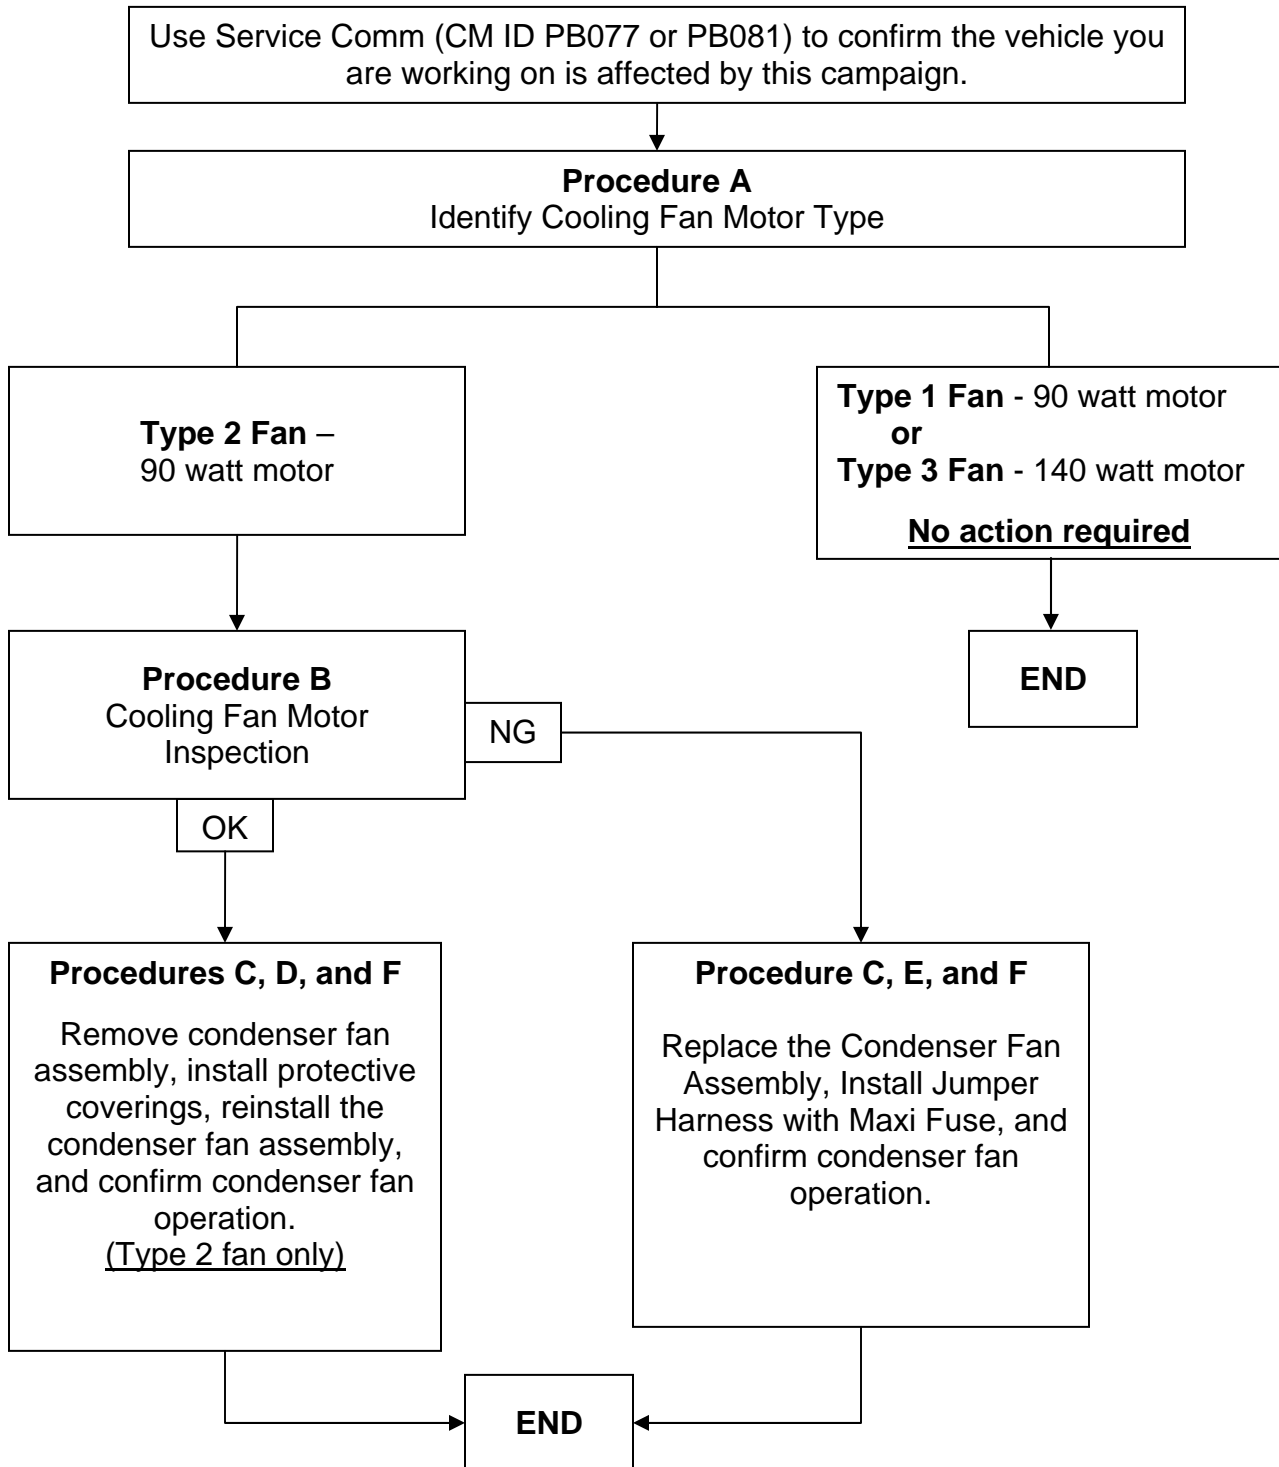 Use Service Comm (CM ID PB077 or PB081) to confirm the vehicle you
are working on is affected by this campaign.
Procedure A
Identify Cooling Fan Motor Type
Type 2 Fan –
90 watt motor
Type 1 Fan - 90 watt motor
or
Type 3 Fan - 140 watt motor
No action required
Procedure B
Cooling Fan Motor
Inspection
NG
END
OK
Procedures C, D, and F
Remove condenser fan
assembly, install protective
coverings, reinstall the
condenser fan assembly,
and confirm condenser fan
operation.
(Type 2 fan only)
Procedure C, E, and F
Replace the Condenser Fan
Assembly, Install Jumper
Harness with Maxi Fuse, and
confirm condenser fan
operation.
END